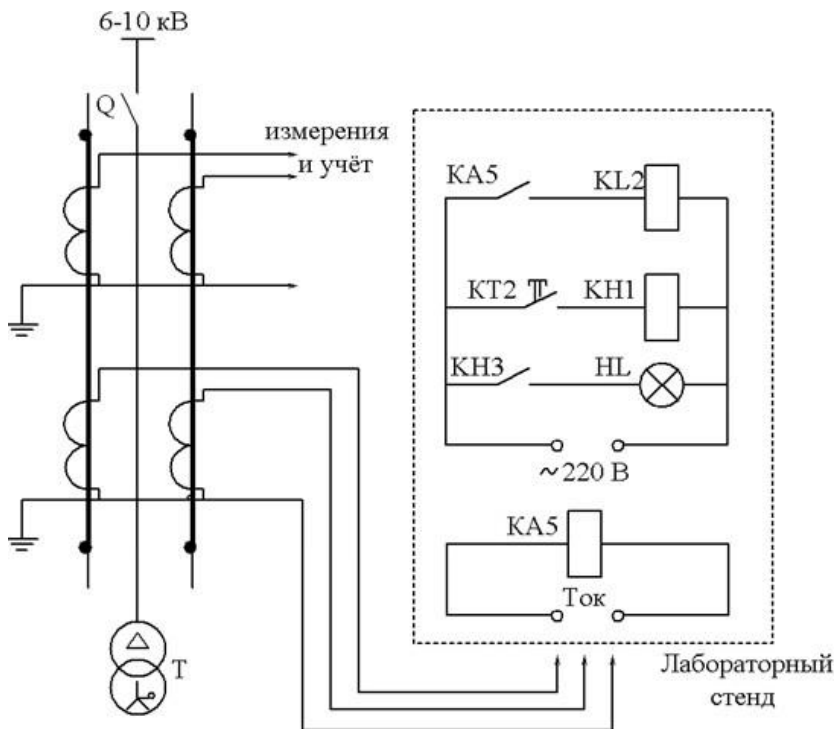 6-10 кВ
Q
измерения
и учёт
KA5
KL2
KT2
KH1
KH3
HL
~220 В
KA5
Ток
T
Лабораторный
стенд